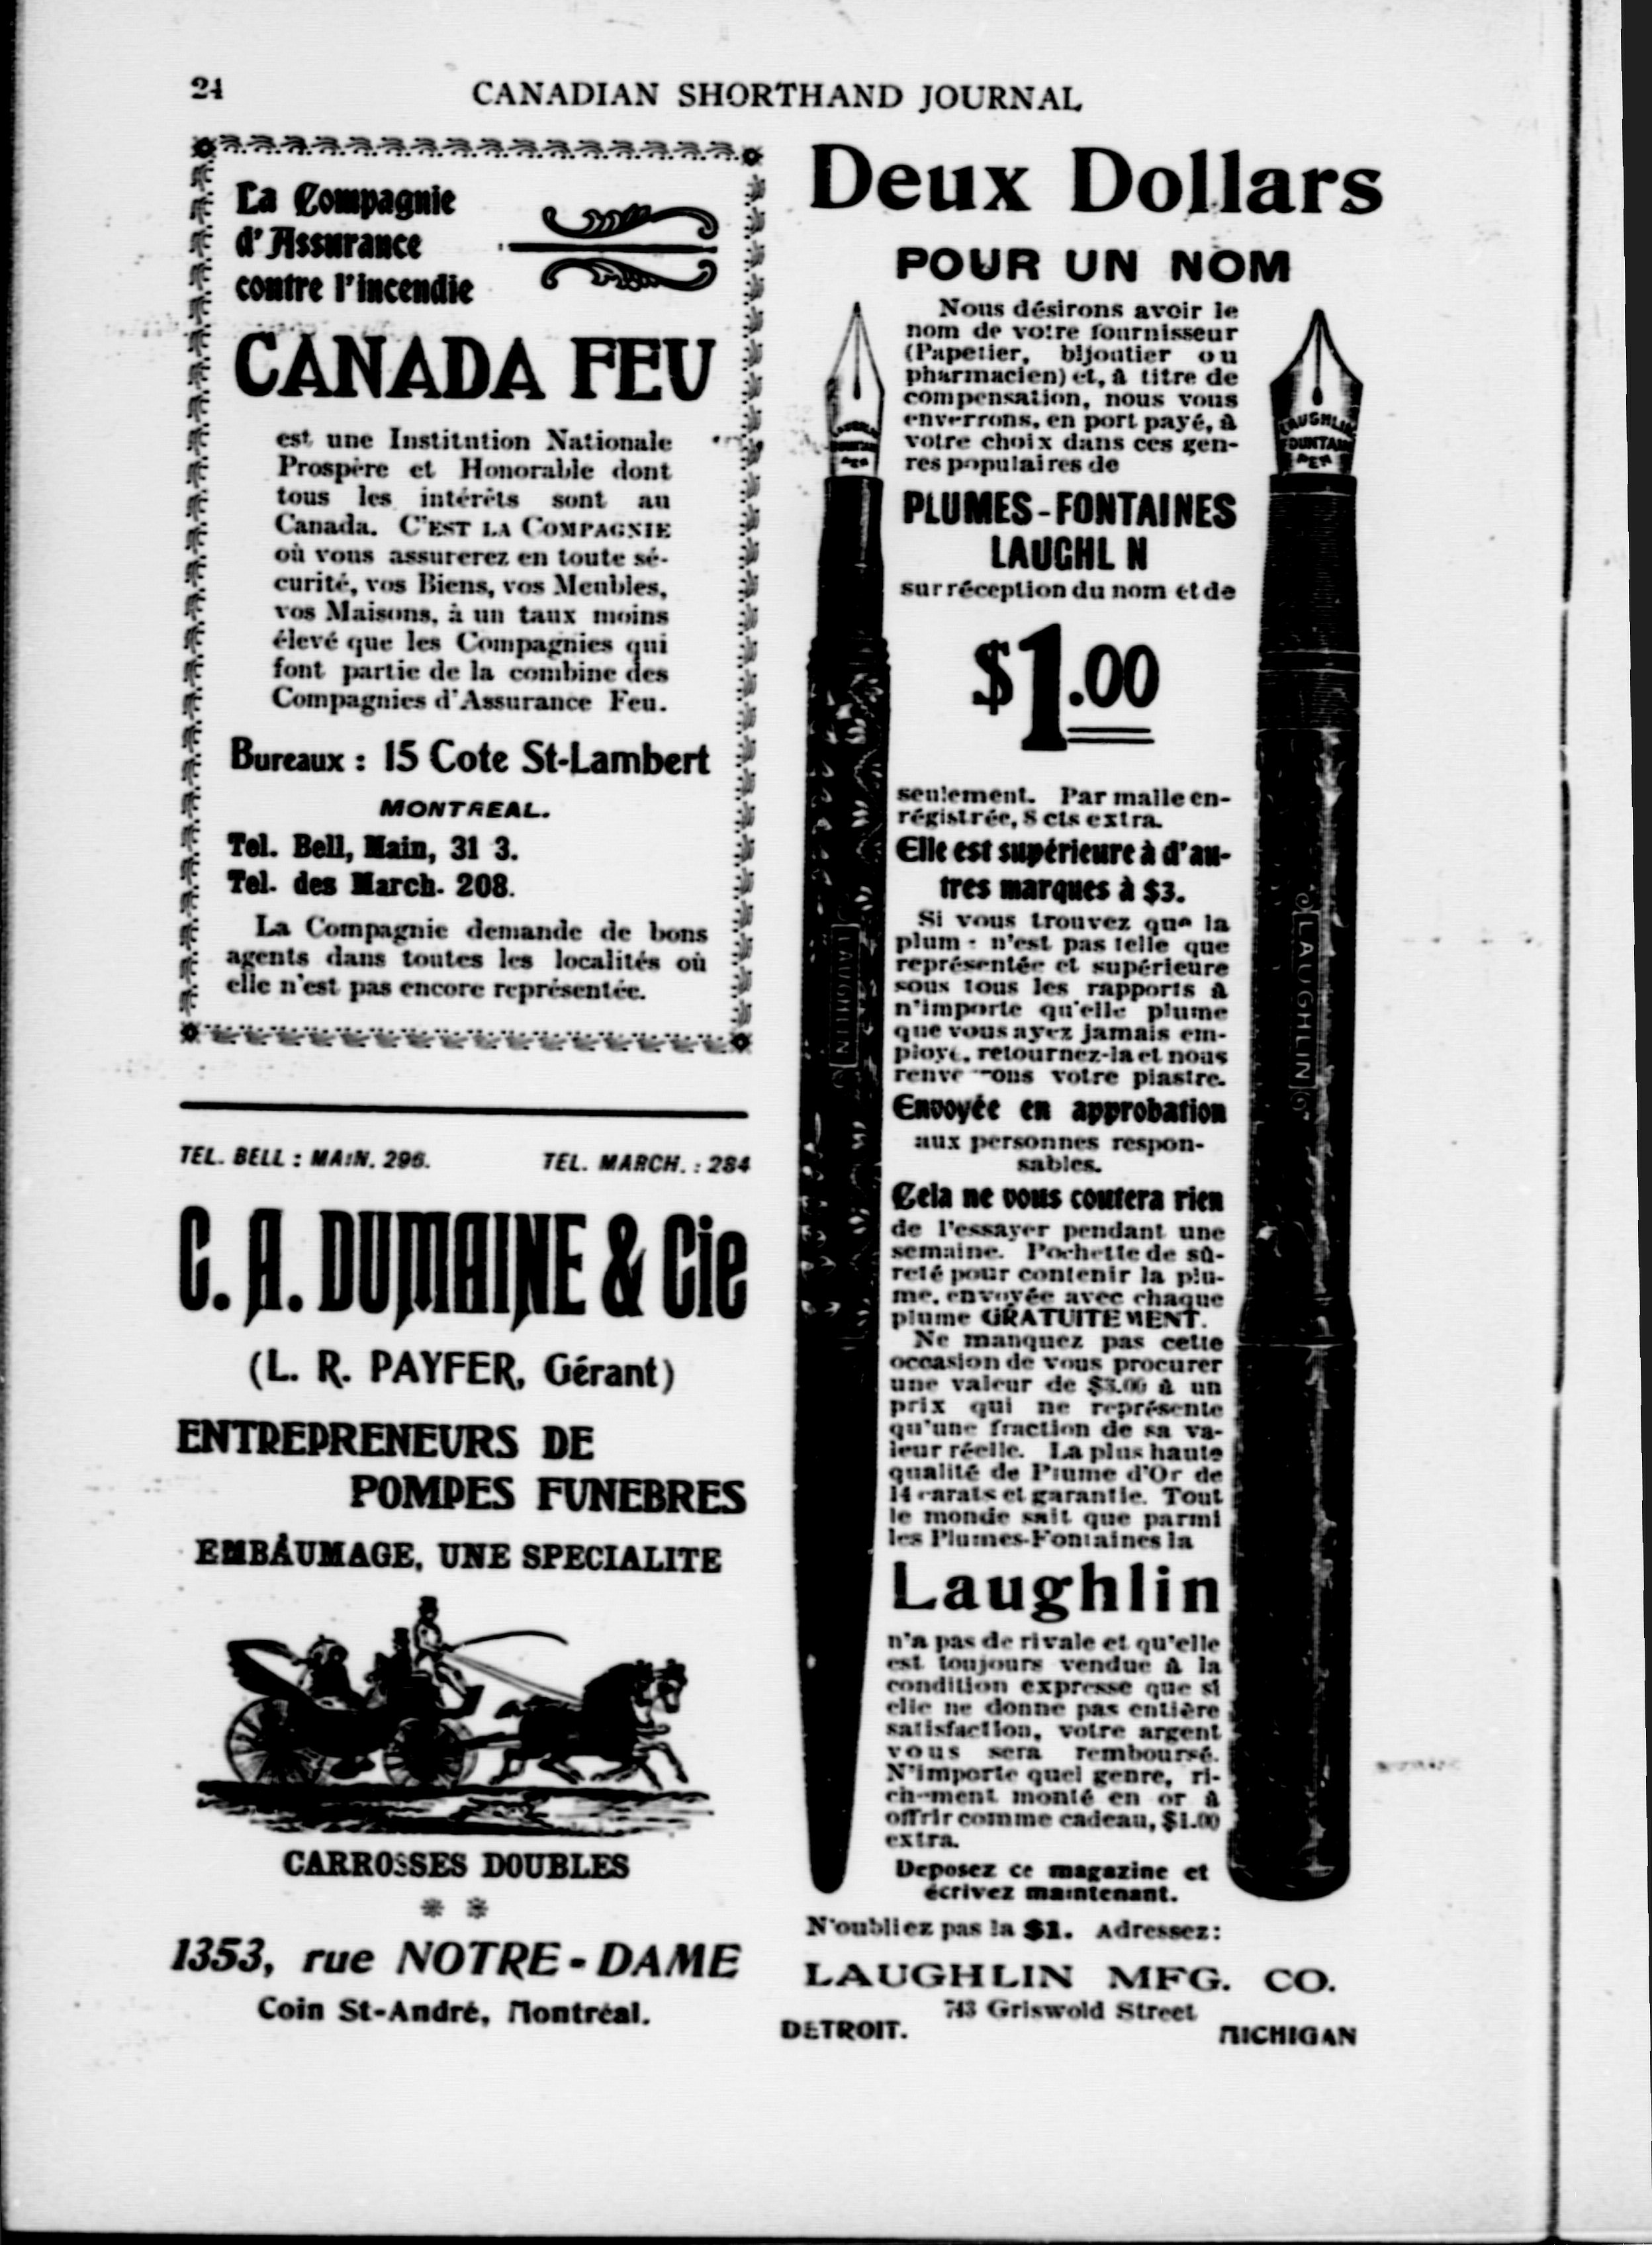 24
CANADIAN SHORTHAND JOURNAL
La Compagnie
d'Assurance
contre l'incendie
CANADA FEU
est une Institution Nationale
Prospère et Honorable dont
tous les intérêts sont au
Canada. C'EST LA COMPAGNIE
où vous assurerez en toute sé-
curité, vos Biens, vos Meubles,
vos Maisons, à un taux moins
élevé que les Compagnies qui
font partie de la combine des
Compagnies d'Assurance Feu.
Bureaux : 15 Cote St-Lambert
MONTREAL.
Tel. Bell, Main, 31 3.
Tel. des March. 208.
La Compagnie demande de bons
agents dans toutes les localités où
elle n'est pas encore représentée.
TEL. BELL : MAIN. 296. TEL. MARCH. : 284
C. A. DUMAINE & Cie
(L. R. PAYFER, Gérant)
ENTREPRENEURS DE
POMPES FUNEBRES
EMBÂUMAGE, UNE SPECIALITE
CARROSSES DOUBLES
1353, rue NOTRE-DAME
Coin St-André, Montréal.
Deux Dollars
POUR UN NOM
Nous désirons avoir le
nom de votre fournisseur
(Papetier, bijoutier ou
pharmacien) et, à titre de
compensation, nous vous
enverrons, en port payé, à
votre choix dans ces gen-
res populaires de
PLUMES-FONTAINES
LAUGHL N
sur réception du nom et de
$1.00
seulement. Par malle en-
régistrée, 8 cts extra.
Elle est supérieure à d'au-
tres marques à $3.
Si vous trouvez que la
plum - n'est pas telle que
représentée et supérieure
sous tous les rapports à
n'importe qu'elle plume
que vous ayez jamais em-
ployé, retournez-la et nous
renve rons votre piastre.
Envoyée en approbation
aux personnes respon-
sables.
Cela ne vous coutera rien
de l'essayer pendant une
semaine. Pochette de sû-
reté pour contenir la plu-
me, envoyée avec chaque
plume GRATUITEMENT.
Ne manquez pas cette
occasion de vous procurer
une valeur de $3.00 à un
prix qui ne représente
qu'une fraction de sa va-
leur réelle. La plus haute
qualité de Plume d'Or de
14 carats et garantie. Tout
le monde sait que parmi
les Plumes-Fontaines la
Laughlin
n'a pas de rivale et qu'elle
est toujours vendue à la
condition expresse que si
elle ne donne pas entière
satisfaction, votre argent
vous sera remboursé.
N'importe quel genre, ri-
chement monté en or à
offrir comme cadeau, $1.00
extra.
Deposez ce magazine et
écrivez maintenant.
N'oubliez pas la $1. Adressez:
LAUGHLIN MFG. CO.
743 Griswold Street
DETROIT. MICHIGAN
LAUGHLIN
FOUNTAIN
PEN
LAUGHLIN
FOUNTAIN
PEN
LAUGHLIN
LAUGHLIN